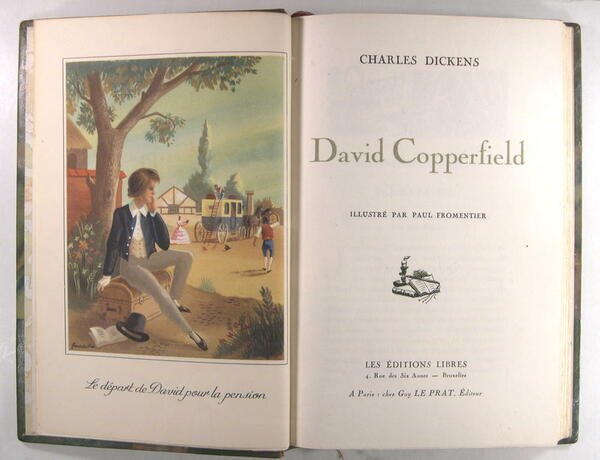 Le départ de David pour la pension
CHARLES DICKENS
David Copperfield
ILLUSTRÉ PAR PAUL FROMENTIER
LES ÉDITIONS LIBRES
4, Rue des Six Aunes — Bruxelles
A Paris : chez Guy LE PRAT, Éditeur